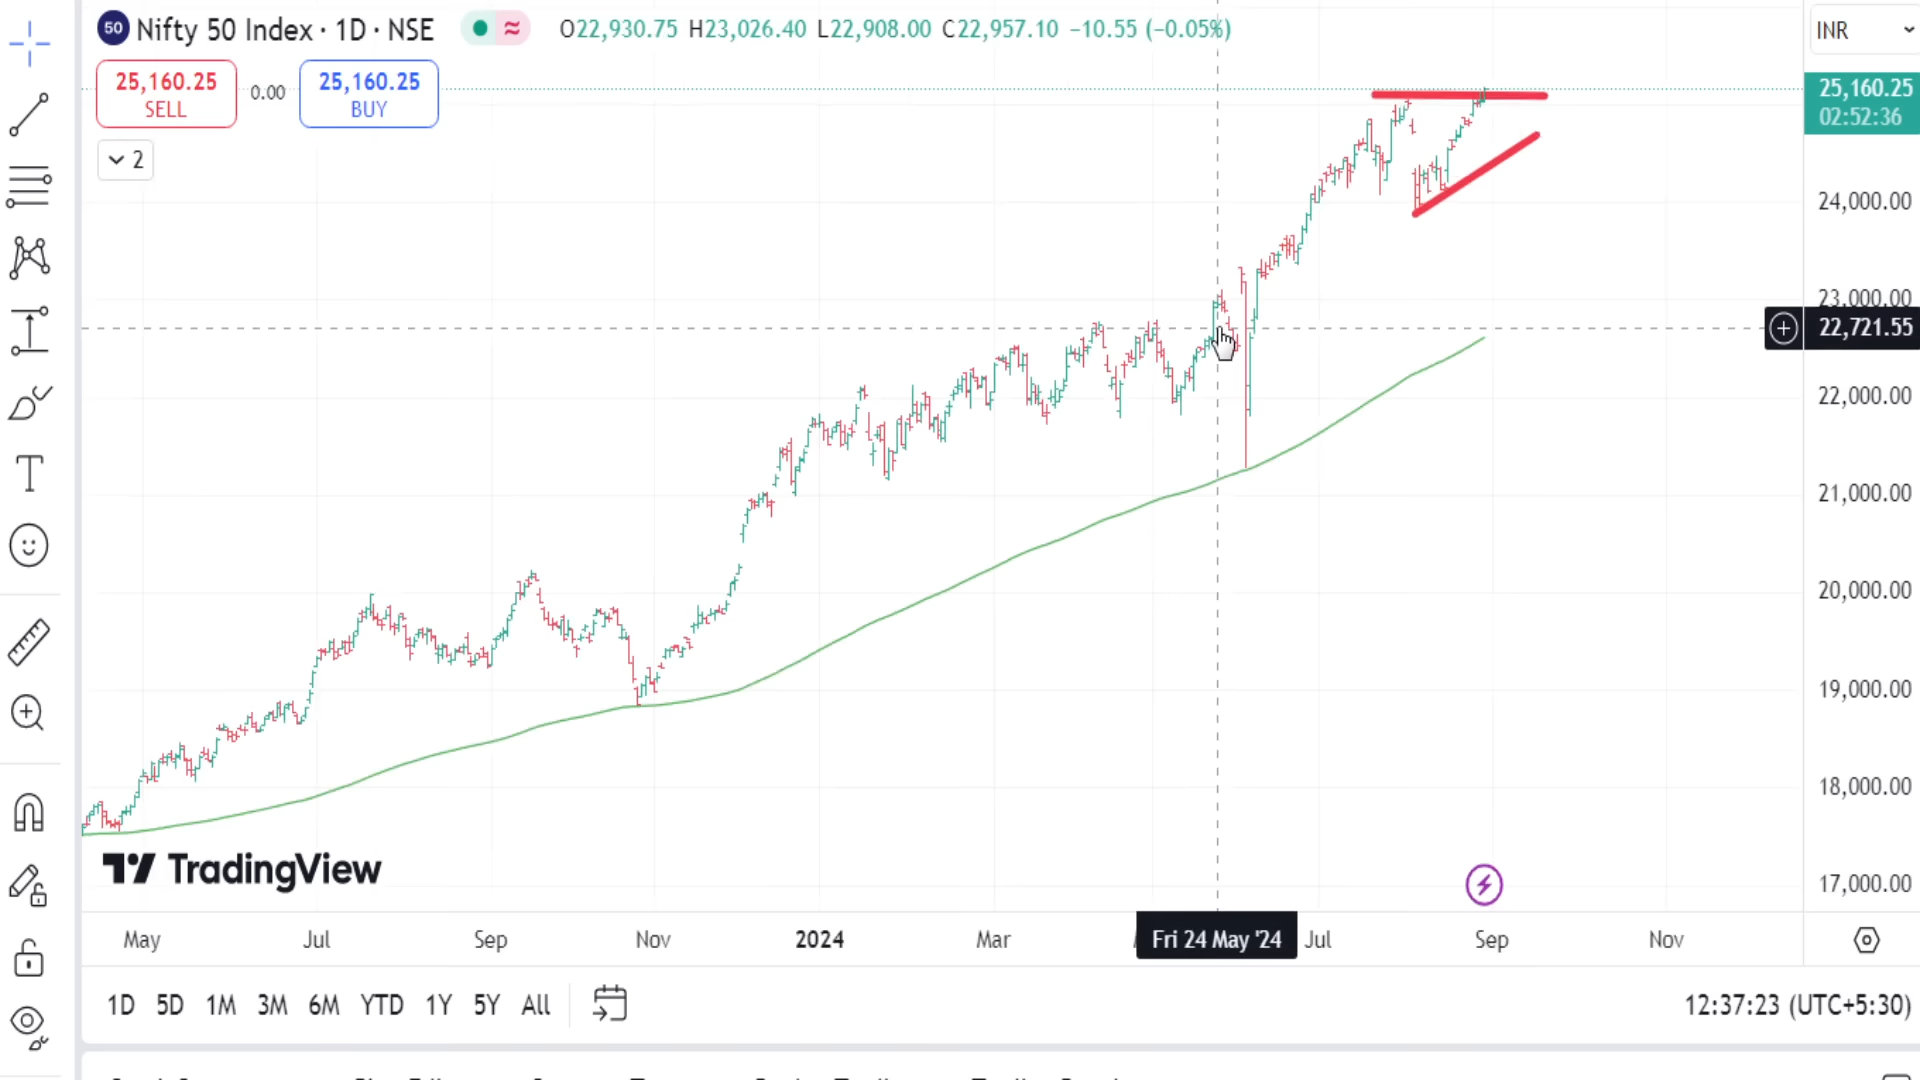 50 Nifty 50 Index · 1D · NSE ≈ O22,930.75 H23,026.40 L22,908.00 C22,957.10 −10.55 (−0.05%)
INR
25,160.25 0.00 25,160.25
SELL BUY
25,160.25
02:52:36
2
24,000.00
23,000.00
22,721.55
22,000.00
21,000.00
20,000.00
19,000.00
18,000.00
TradingView
17,000.00
May Jul Sep Nov 2024 Mar Fri 24 May '24 Jul Sep Nov
1D 5D 1M 3M 6M YTD 1Y 5Y All 12:37:23 (UTC+5:30)